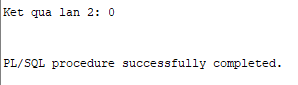 Ket qua lan 2: 0
PL/SQL procedure successfully completed.